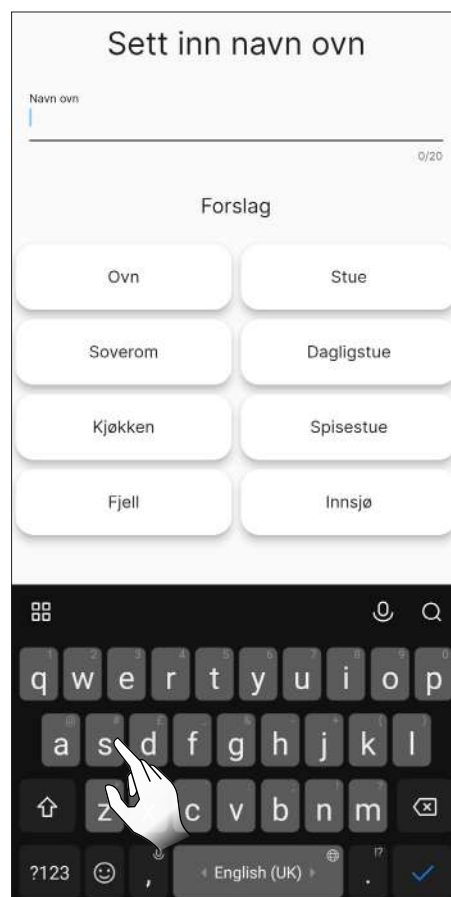 Sett inn navn ovn
Navn ovn
0/20
Forslag
Ovn Stue
Soverom Dagligstue
Kjøkken Spisestue
Fjell Innsjø
q w e r t y u i o p
a s d f g h j k l
z c v b n m
?123 , English (UK) .